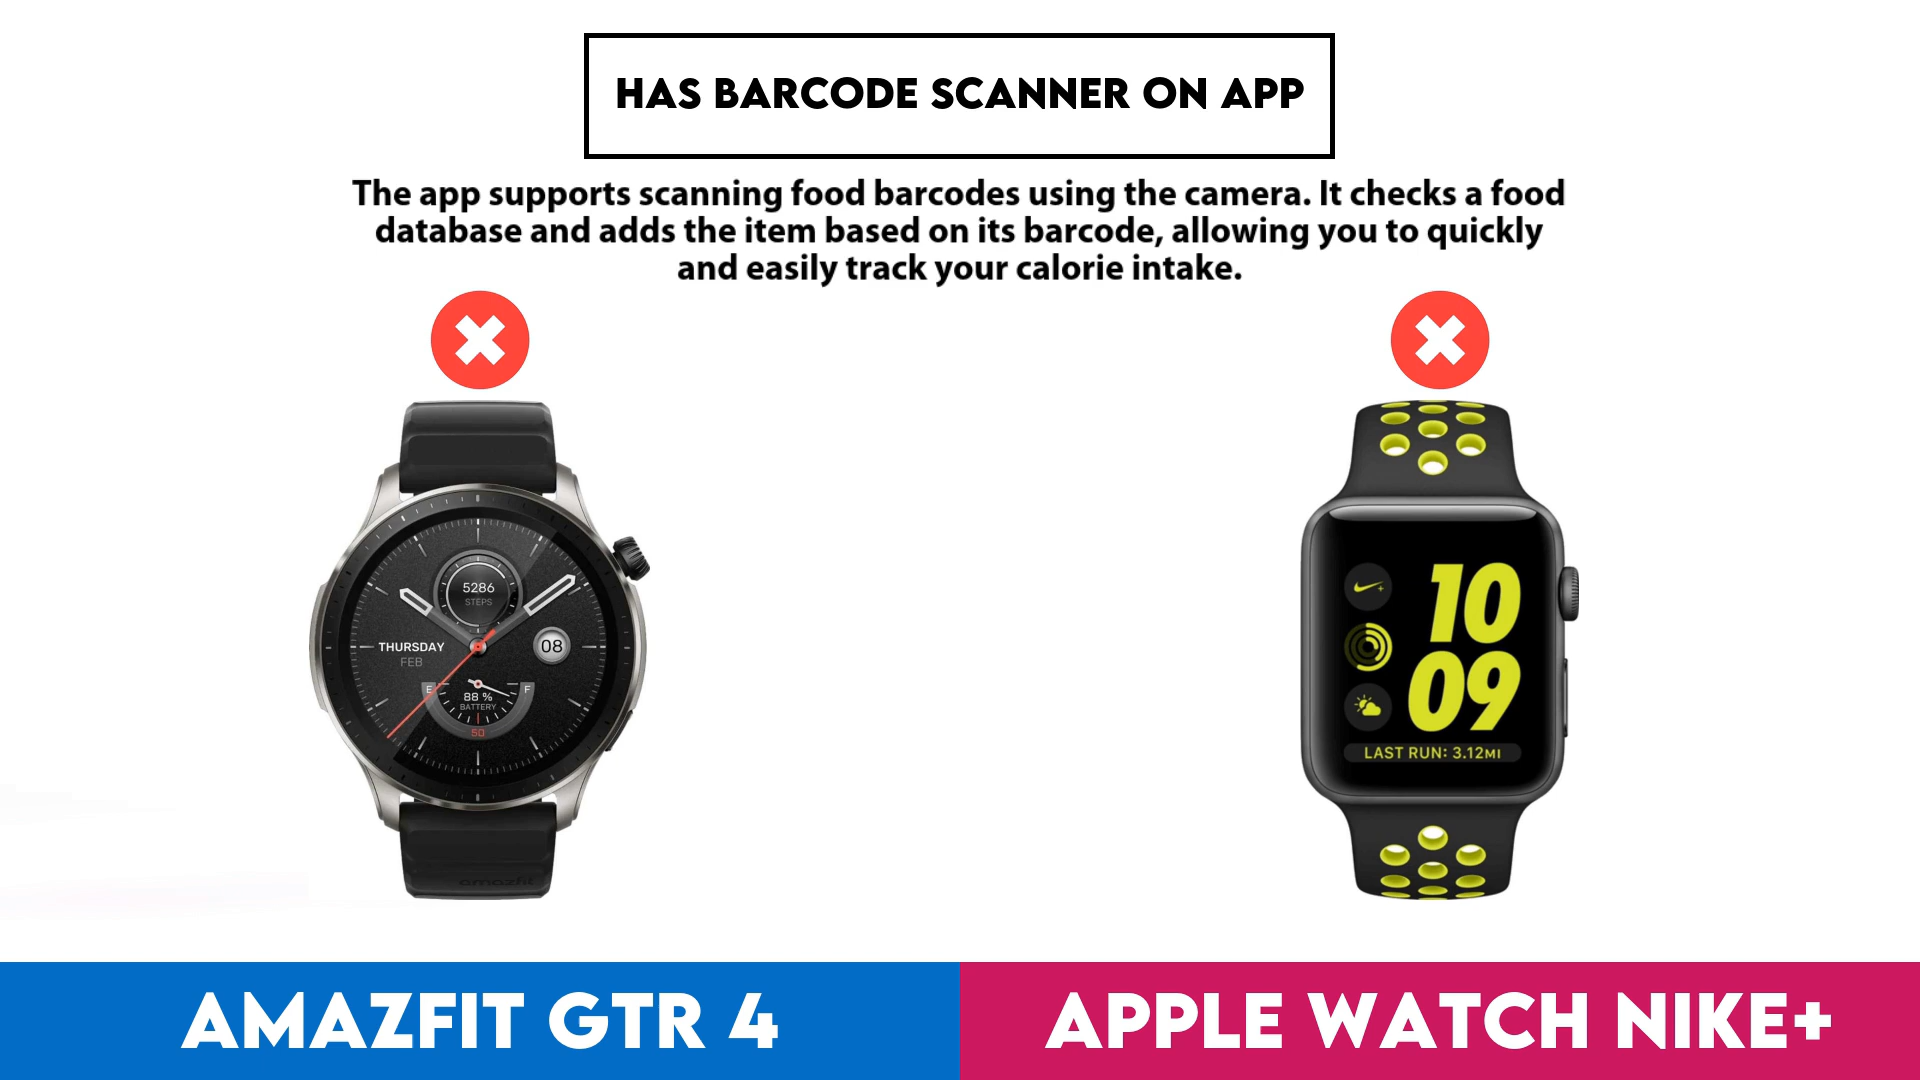 HAS BARCODE SCANNER ON APP
The app supports scanning food barcodes using the camera. It checks a food
database and adds the item based on its barcode, allowing you to quickly
and easily track your calorie intake.
5286
STEPS
THURSDAY
FEB
08
E
F
88 %
BATTERY
50
amazfit
10
09
LAST RUN: 3.12MI
AMAZFIT GTR 4
APPLE WATCH NIKE+